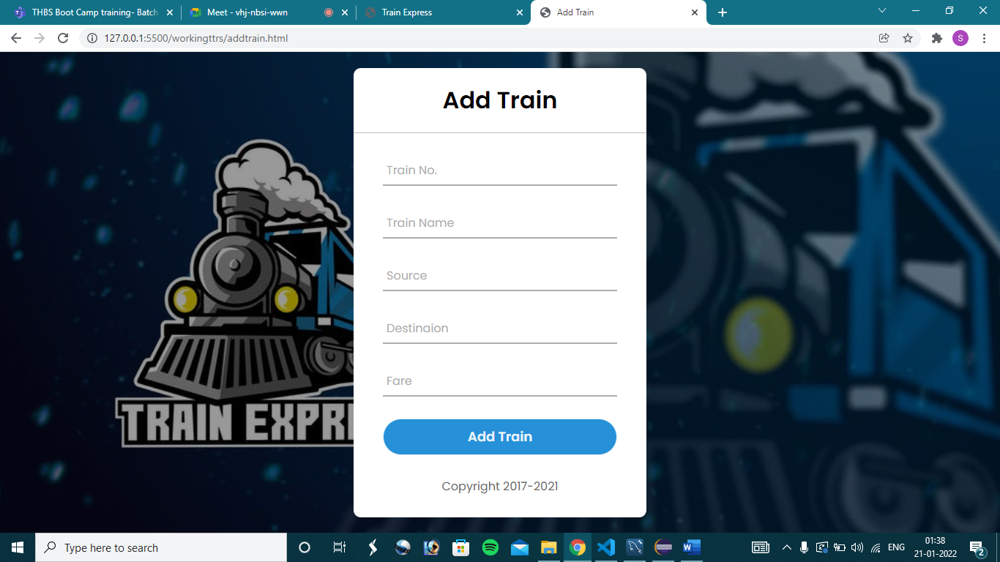 THBS Boot Camp training- Batch
Meet - vhj-nbsi-wwn
Train Express
Add Train
127.0.0.1:5500/workingttrs/addtrain.html
S
Add Train
Train No.
Train Name
Source
Destinaion
Fare
Add Train
Copyright 2017-2021
TRAIN EXPR
Type here to search
ENG
01:38
21-01-2022
2